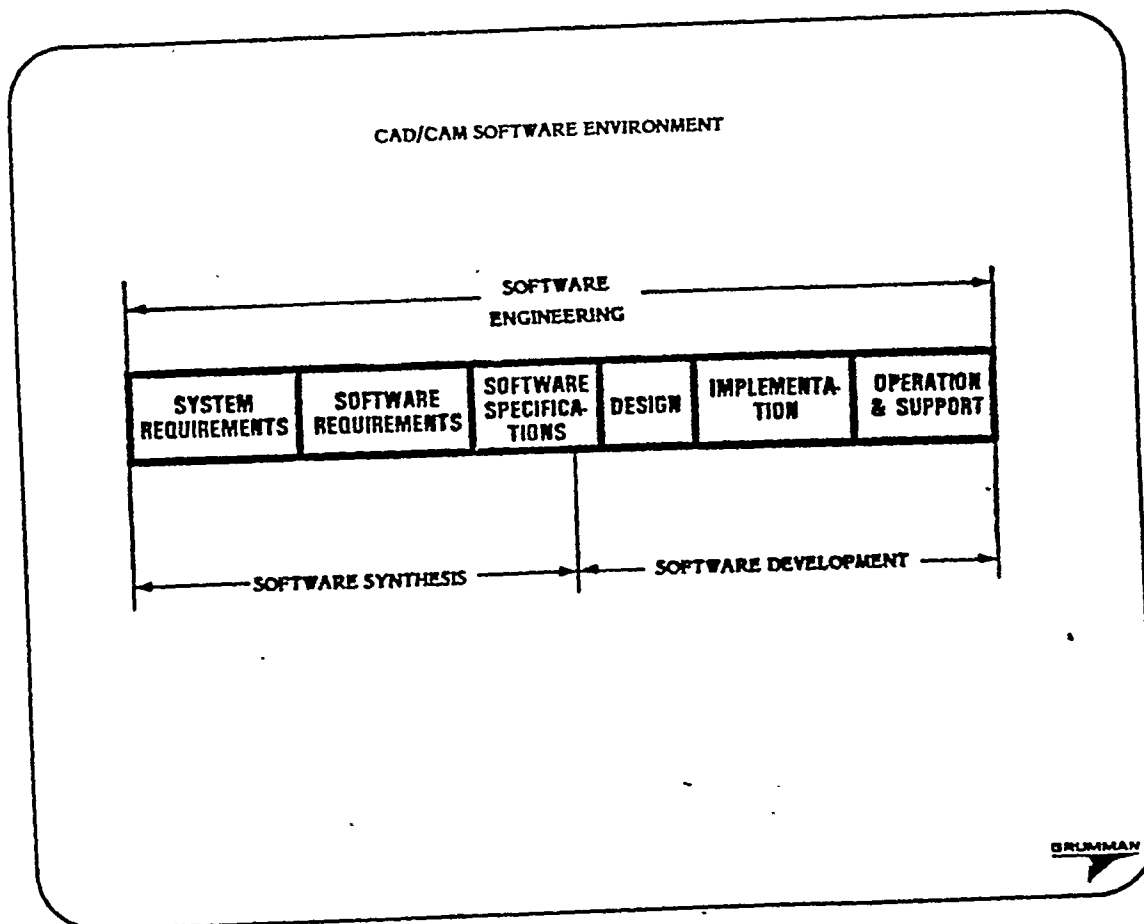 CAD/CAM SOFTWARE ENVIRONMENT
SOFTWARE
ENGINEERING
SYSTEM
REQUIREMENTS
SOFTWARE
REQUIREMENTS
SOFTWARE
SPECIFICA-
TIONS
DESIGN
IMPLEMENTA-
TION
OPERATION
& SUPPORT
SOFTWARE SYNTHESIS
SOFTWARE DEVELOPMENT
GRUMMAN